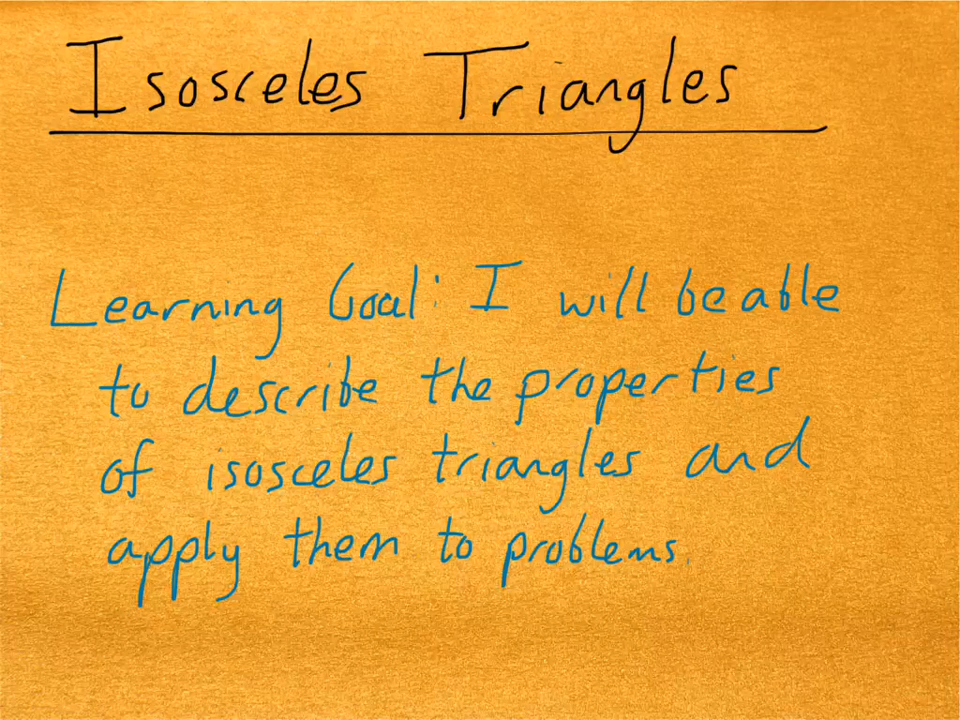 Isosceles Triangles
Learning Goal: I will be able
to describe the properties
of isosceles triangles and
apply them to problems.